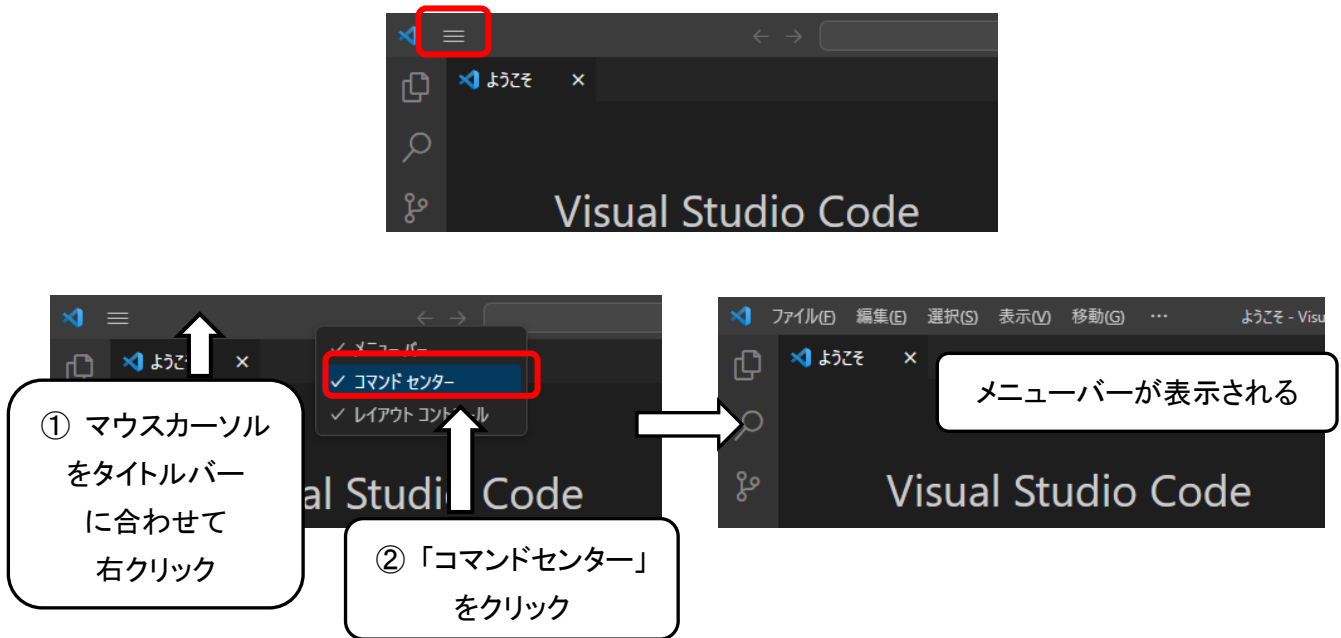 ようこそ ×
Visual Studio Code
メニュー バー
ようこそ ×
コマンド センター
レイアウト コントロール
① マウスカーソル
をタイトルバー
に合わせて
右クリック
al Studi Code
② 「コマンドセンター」
をクリック
ファイル(F) 編集(E) 選択(S) 表示(V) 移動(G) … ようこそ - Visu
ようこそ ×
メニューバーが表示される
Visual Studio Code